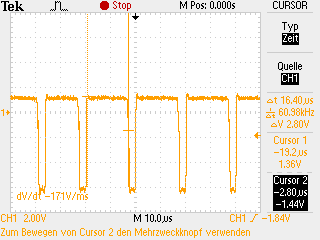 Tek Stop M Pos: 0.000s CURSOR
Typ
Zeit
Quelle
CH1
Δt 16.40µs
1/Δt 60.98kHz
ΔV 2.80V
Cursor 1
-19.2µs
1.36V
Cursor 2
-2.80µs
-1.44V
1
dV/dt -171V/ms
CH1 2.00V M 10.0µs CH1 -1.84V
Zum Bewegen von Cursor 2 den Mehrzweckknopf verwenden